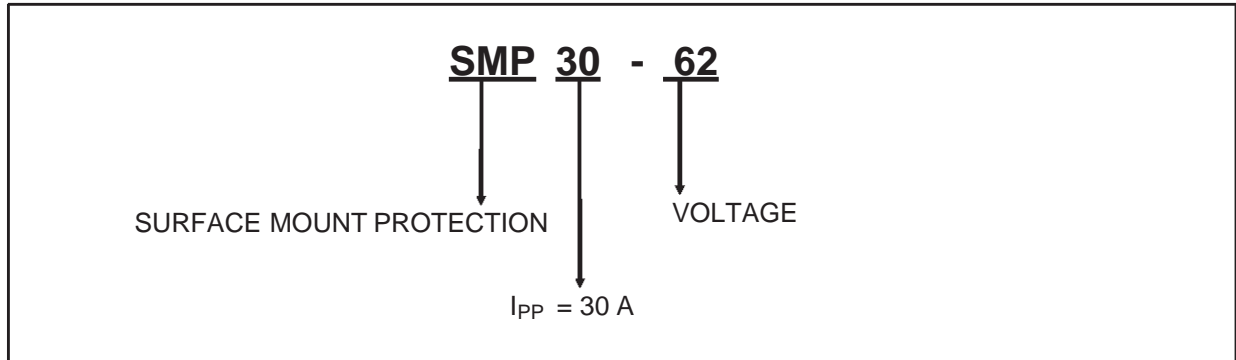 SMP 30 - 62
SURFACE MOUNT PROTECTION
VOLTAGE
IPP = 30 A